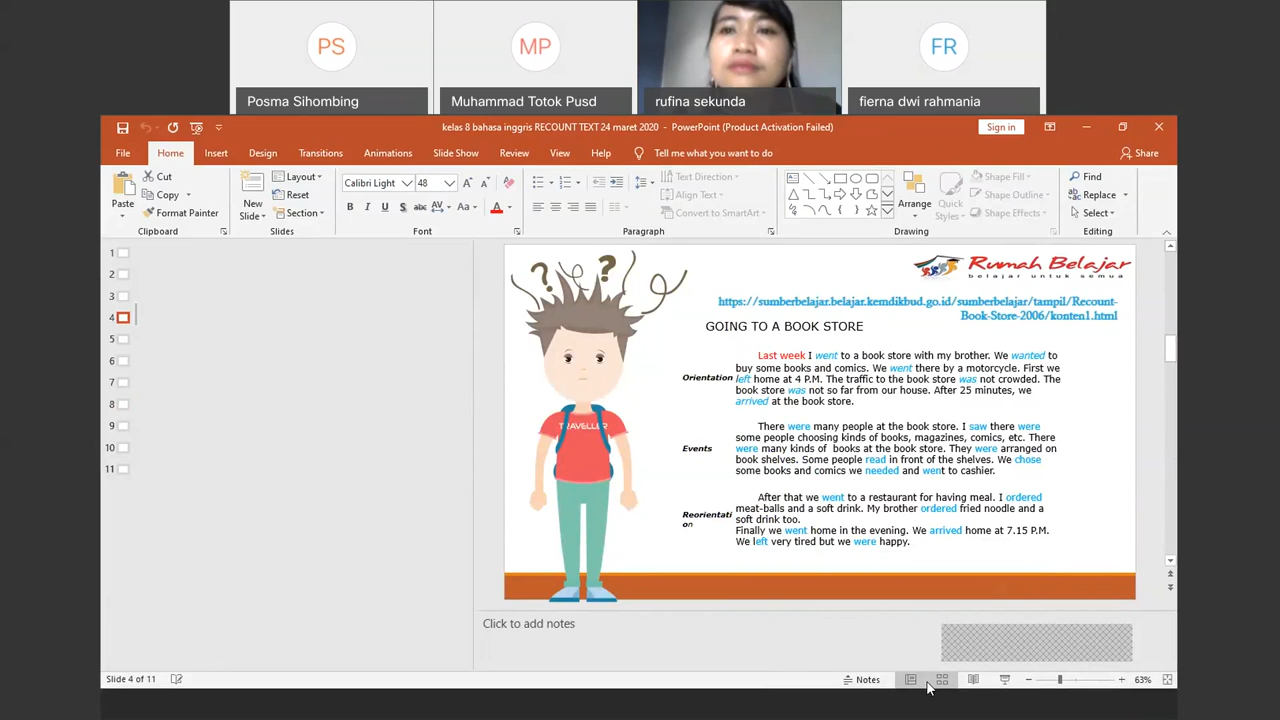 PS
MP
FR
Posma Sihombing
Muhammad Totok Pusd
rufina sekunda
fierna dwi rahmania
kelas 8 bahasa inggris RECOUNT TEXT 24 maret 2020 - PowerPoint (Product Activation Failed)
Sign in
File
Home
Insert
Design
Transitions
Animations
Slide Show
Review
View
Help
Tell me what you want to do
Share
Paste
Cut
Copy
Format Painter
Clipboard
New
Slide
Layout
Reset
Section
Slides
Calibri Light
48
B I U S abc AV Aa A
Font
Text Direction
Align Text
Convert to SmartArt
Paragraph
Arrange
Quick
Styles
Shape Fill
Shape Outline
Shape Effects
Drawing
Find
Replace
Select
Editing
1
2
3
4
5
6
7
8
9
10
11
? ?
TRAVELLER
Rumah Belajar
belajar untuk semua
https://sumberbelajar.belajar.kemdikbud.go.id/sumberbelajar/tampil/Recount-
Book-Store-2006/konten1.html
GOING TO A BOOK STORE
Orientation
Last week I went to a book store with my brother. We wanted to
buy some books and comics. We went there by a motorcycle. First we
left home at 4 P.M. The traffic to the book store was not crowded. The
book store was not so far from our house. After 25 minutes, we
arrived at the book store.
Events
There were many people at the book store. I saw there were
some people choosing kinds of books, magazines, comics, etc. There
were many kinds of books at the book store. They were arranged on
book shelves. Some people read in front of the shelves. We chose
some books and comics we needed and went to cashier.
Reorientati
on
After that we went to a restaurant for having meal. I ordered
meat-balls and a soft drink. My brother ordered fried noodle and a
soft drink too.
Finally we went home in the evening. We arrived home at 7.15 P.M.
We left very tired but we were happy.
Click to add notes
Slide 4 of 11
Notes
63%